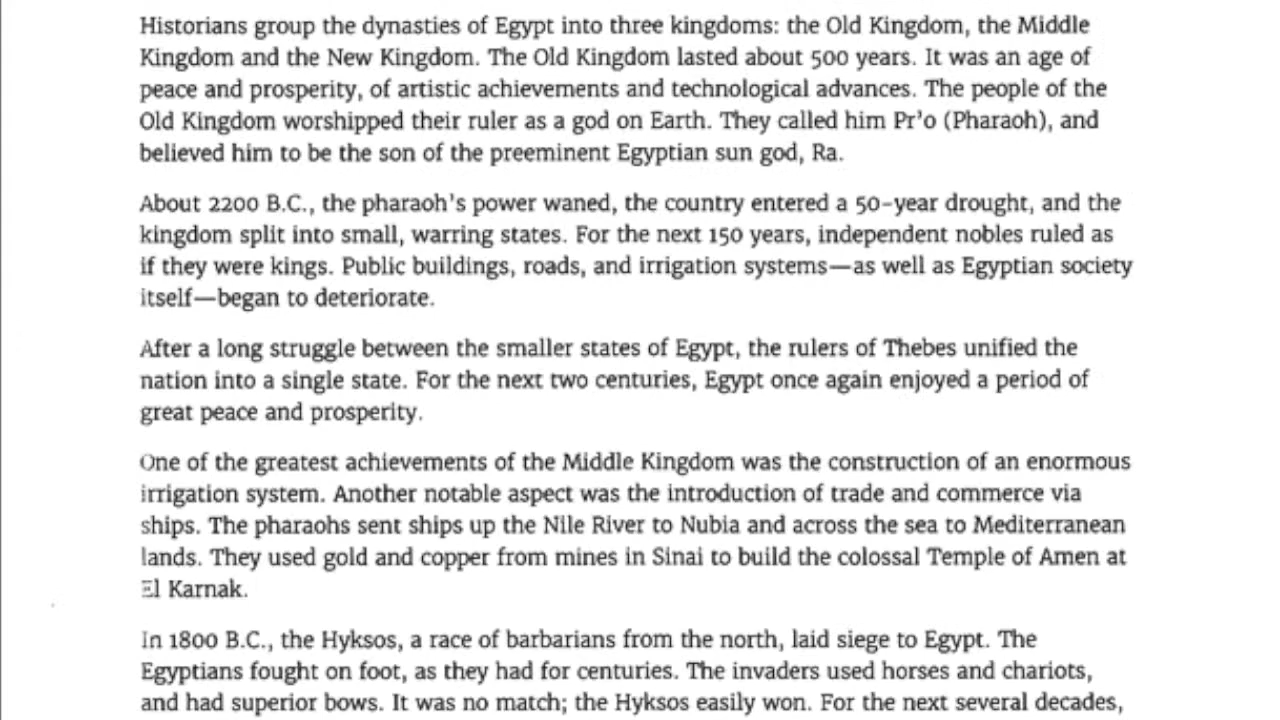 Historians group the dynasties of Egypt into three kingdoms: the Old Kingdom, the Middle
Kingdom and the New Kingdom. The Old Kingdom lasted about 500 years. It was an age of
peace and prosperity, of artistic achievements and technological advances. The people of the
Old Kingdom worshipped their ruler as a god on Earth. They called him Pr'o (Pharaoh), and
believed him to be the son of the preeminent Egyptian sun god, Ra.
About 2200 B.C., the pharaoh's power waned, the country entered a 50-year drought, and the
kingdom split into small, warring states. For the next 150 years, independent nobles ruled as
if they were kings. Public buildings, roads, and irrigation systems—as well as Egyptian society
itself—began to deteriorate.
After a long struggle between the smaller states of Egypt, the rulers of Thebes unified the
nation into a single state. For the next two centuries, Egypt once again enjoyed a period of
great peace and prosperity.
One of the greatest achievements of the Middle Kingdom was the construction of an enormous
irrigation system. Another notable aspect was the introduction of trade and commerce via
ships. The pharaohs sent ships up the Nile River to Nubia and across the sea to Mediterranean
lands. They used gold and copper from mines in Sinai to build the colossal Temple of Amen at
El Karnak.
In 1800 B.C., the Hyksos, a race of barbarians from the north, laid siege to Egypt. The
Egyptians fought on foot, as they had for centuries. The invaders used horses and chariots,
and had superior bows. It was no match; the Hyksos easily won. For the next several decades,